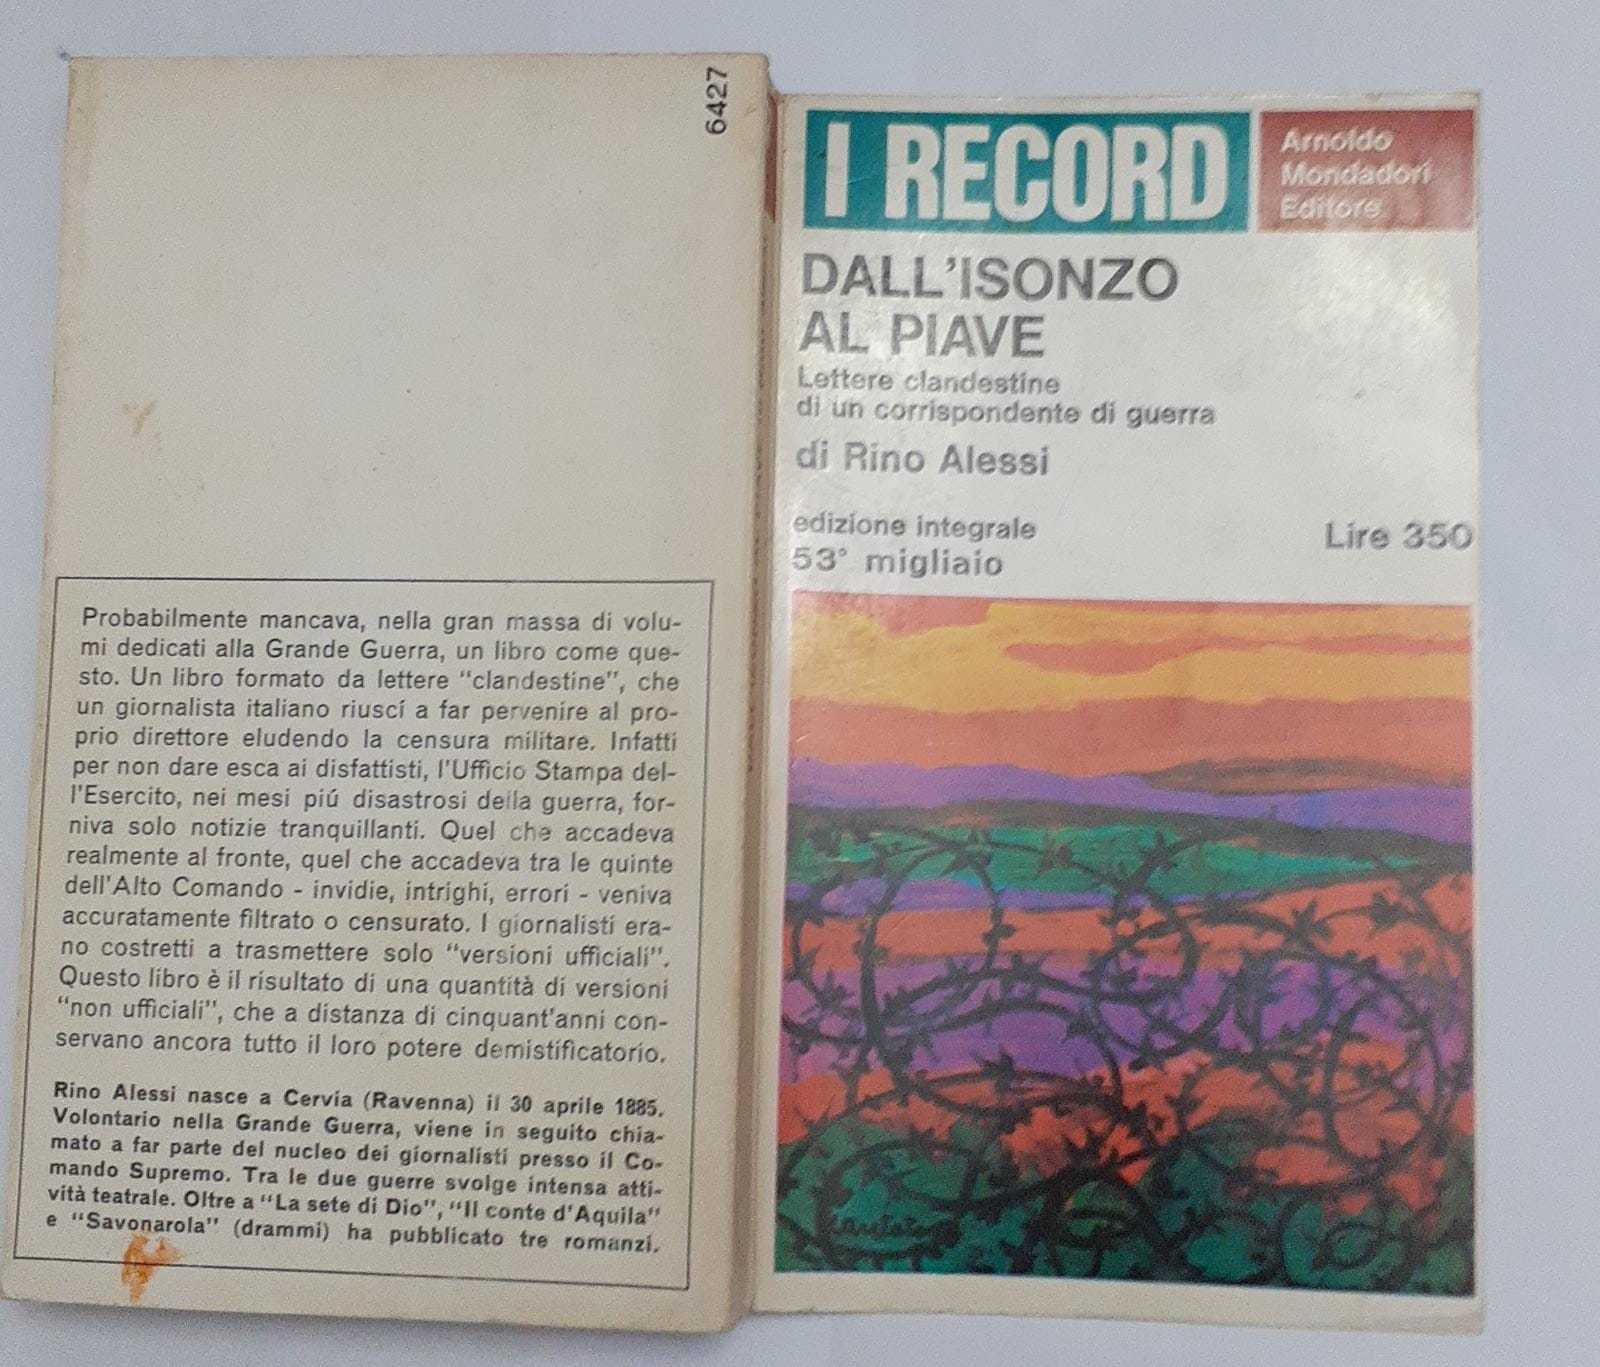 6427
Probabilmente mancava, nella gran massa di volu-
mi dedicati alla Grande Guerra, un libro come que-
sto. Un libro formato da lettere “clandestine”, che
un giornalista italiano riuscí a far pervenire al pro-
prio direttore eludendo la censura militare. Infatti
per non dare esca ai disfattisti, l'Ufficio Stampa del-
l'Esercito, nei mesi piú disastrosi della guerra, for-
niva solo notizie tranquillanti. Quel che accadeva
realmente al fronte, quel che accadeva tra le quinte
dell'Alto Comando - invidie, intrighi, errori - veniva
accuratamente filtrato o censurato. I giornalisti era-
no costretti a trasmettere solo “versioni ufficiali”.
Questo libro è il risultato di una quantità di versioni
“non ufficiali”, che a distanza di cinquant'anni con-
servano ancora tutto il loro potere demistificatorio.
Rino Alessi nasce a Cervia (Ravenna) il 30 aprile 1885.
Volontario nella Grande Guerra, viene in seguito chia-
mato a far parte del nucleo dei giornalisti presso il Co-
mando Supremo. Tra le due guerre svolge intensa atti-
vità teatrale. Oltre a “La sete di Dio”, “Il conte d'Aquila”
e “Savonarola” (drammi) ha pubblicato tre romanzi.
I RECORD
Arnoldo
Mondadori
Editore
DALL'ISONZO
AL PIAVE
Lettere clandestine
di un corrispondente di guerra
di Rino Alessi
edizione integrale
53° migliaio
Lire 350